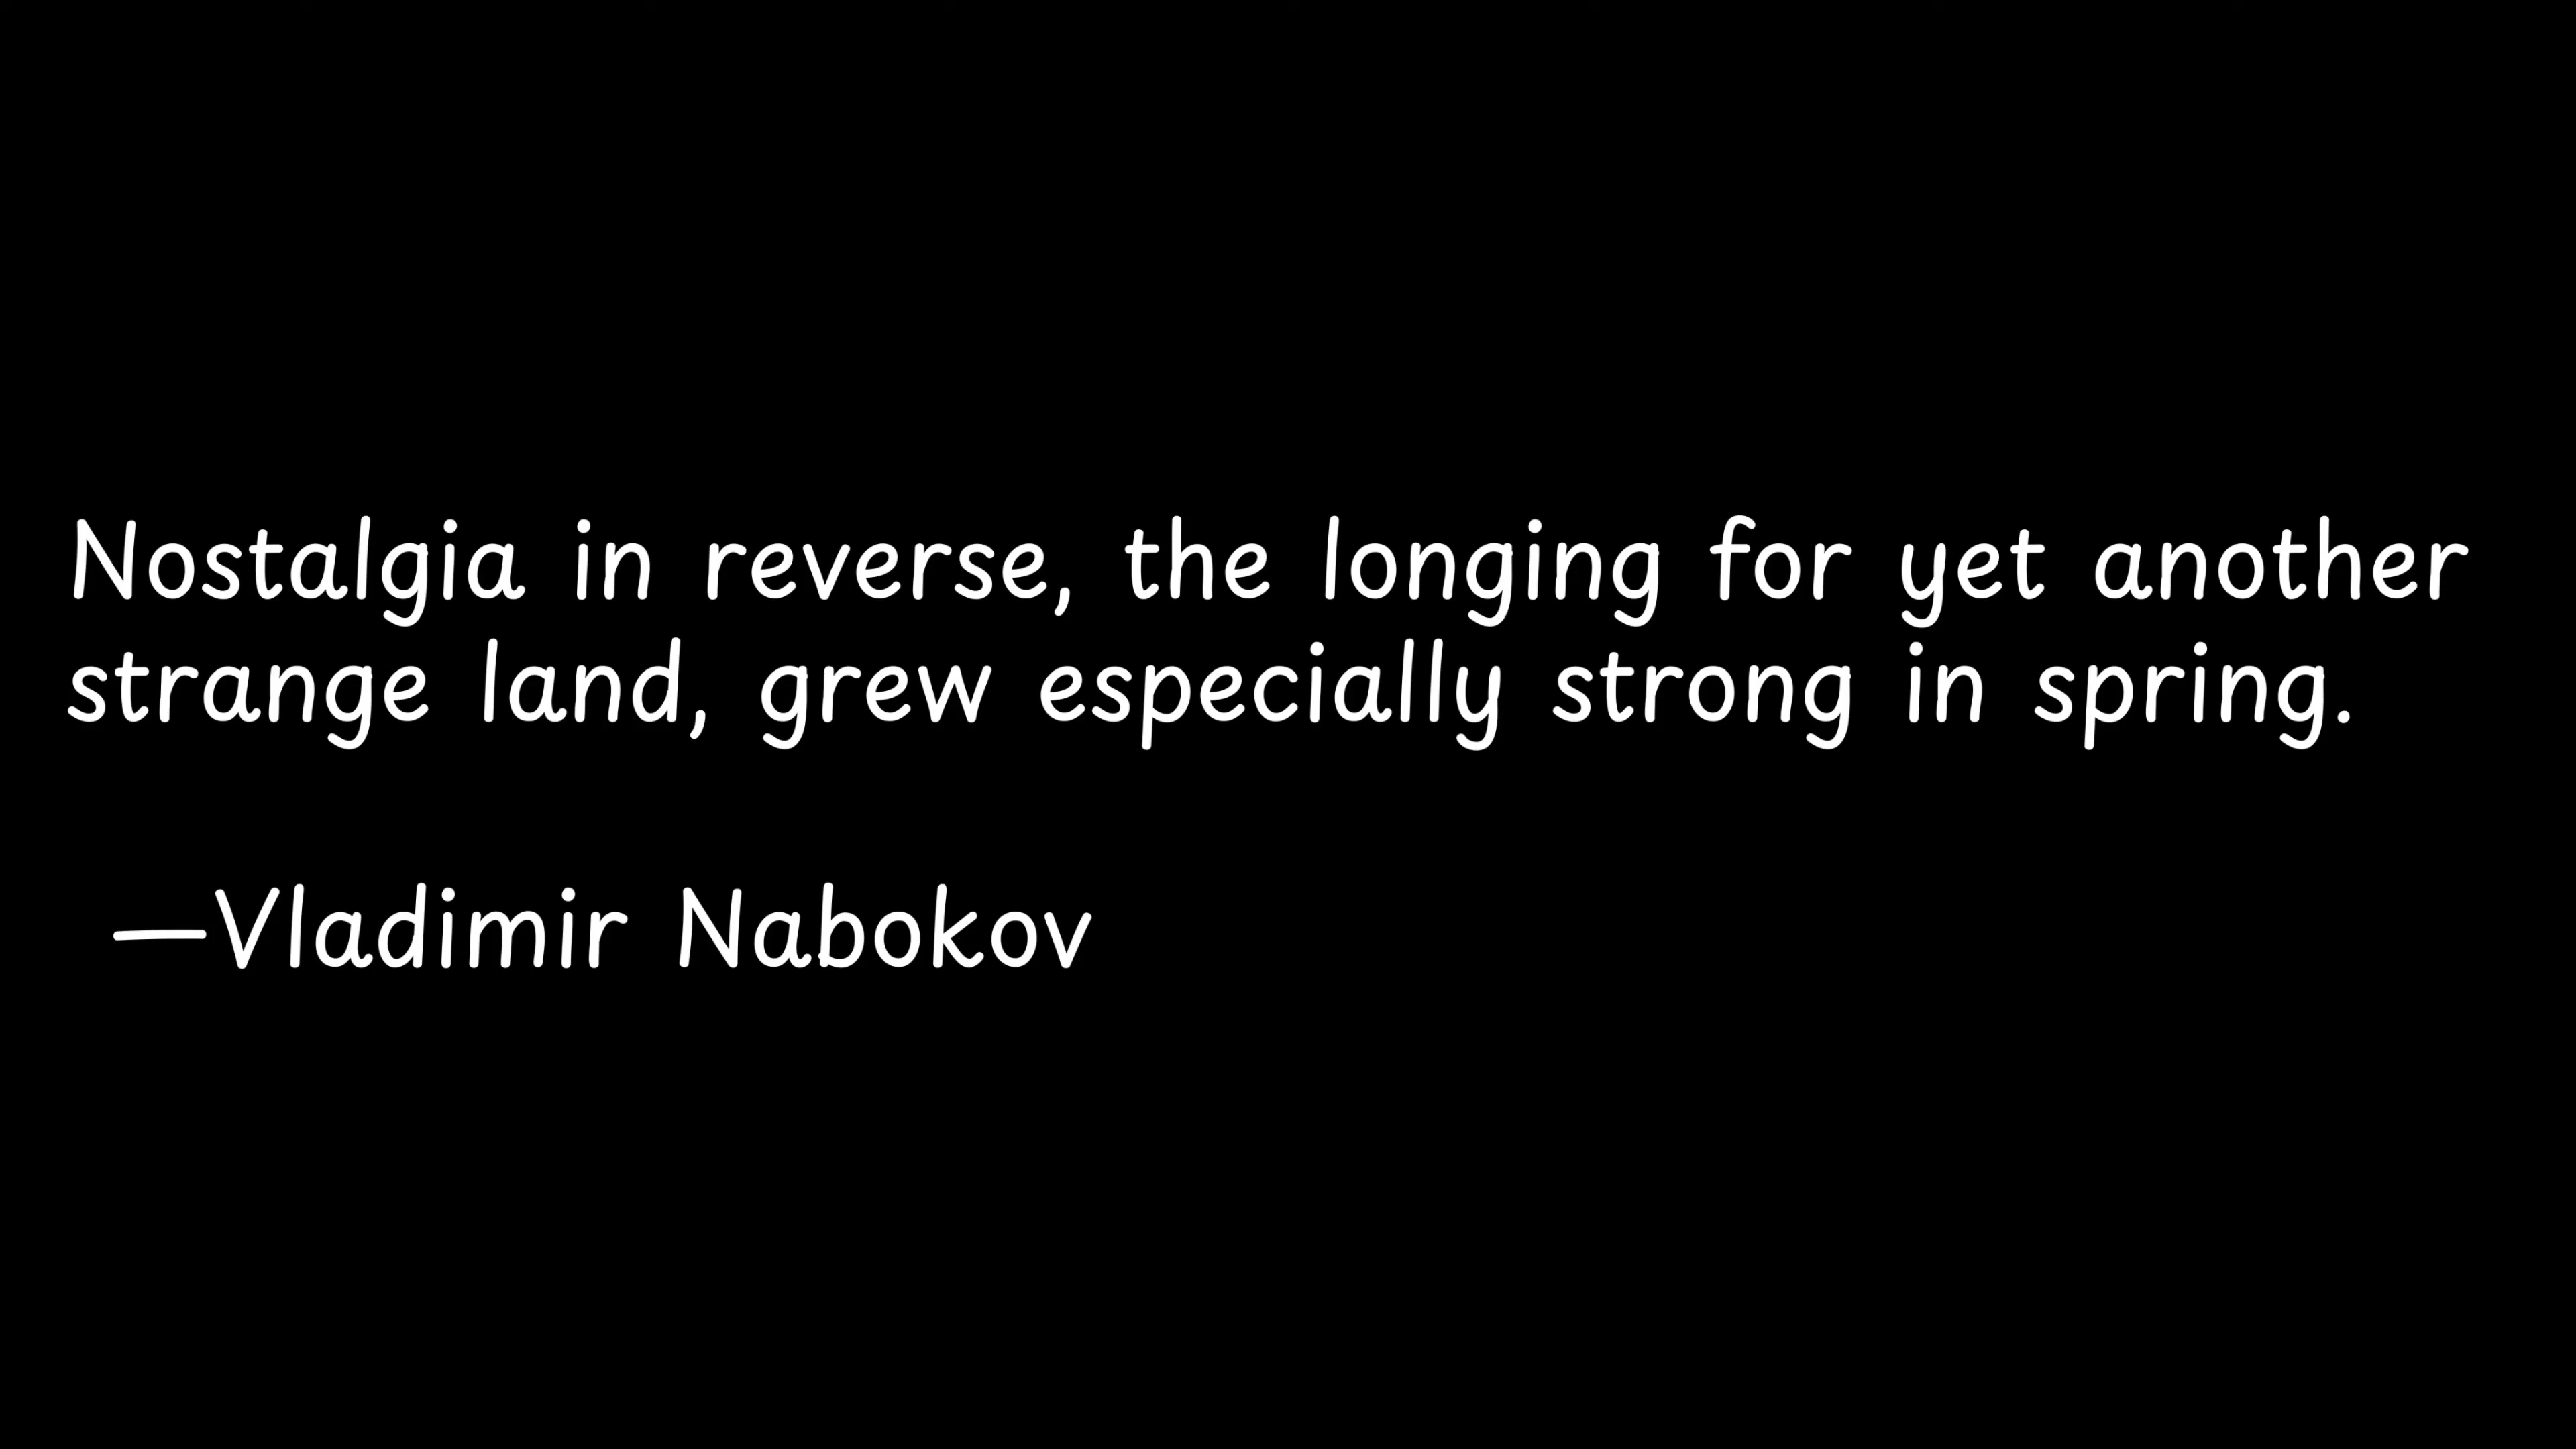 Nostalgia in reverse, the longing for yet another
strange land, grew especially strong in spring.
—Vladimir Nabokov